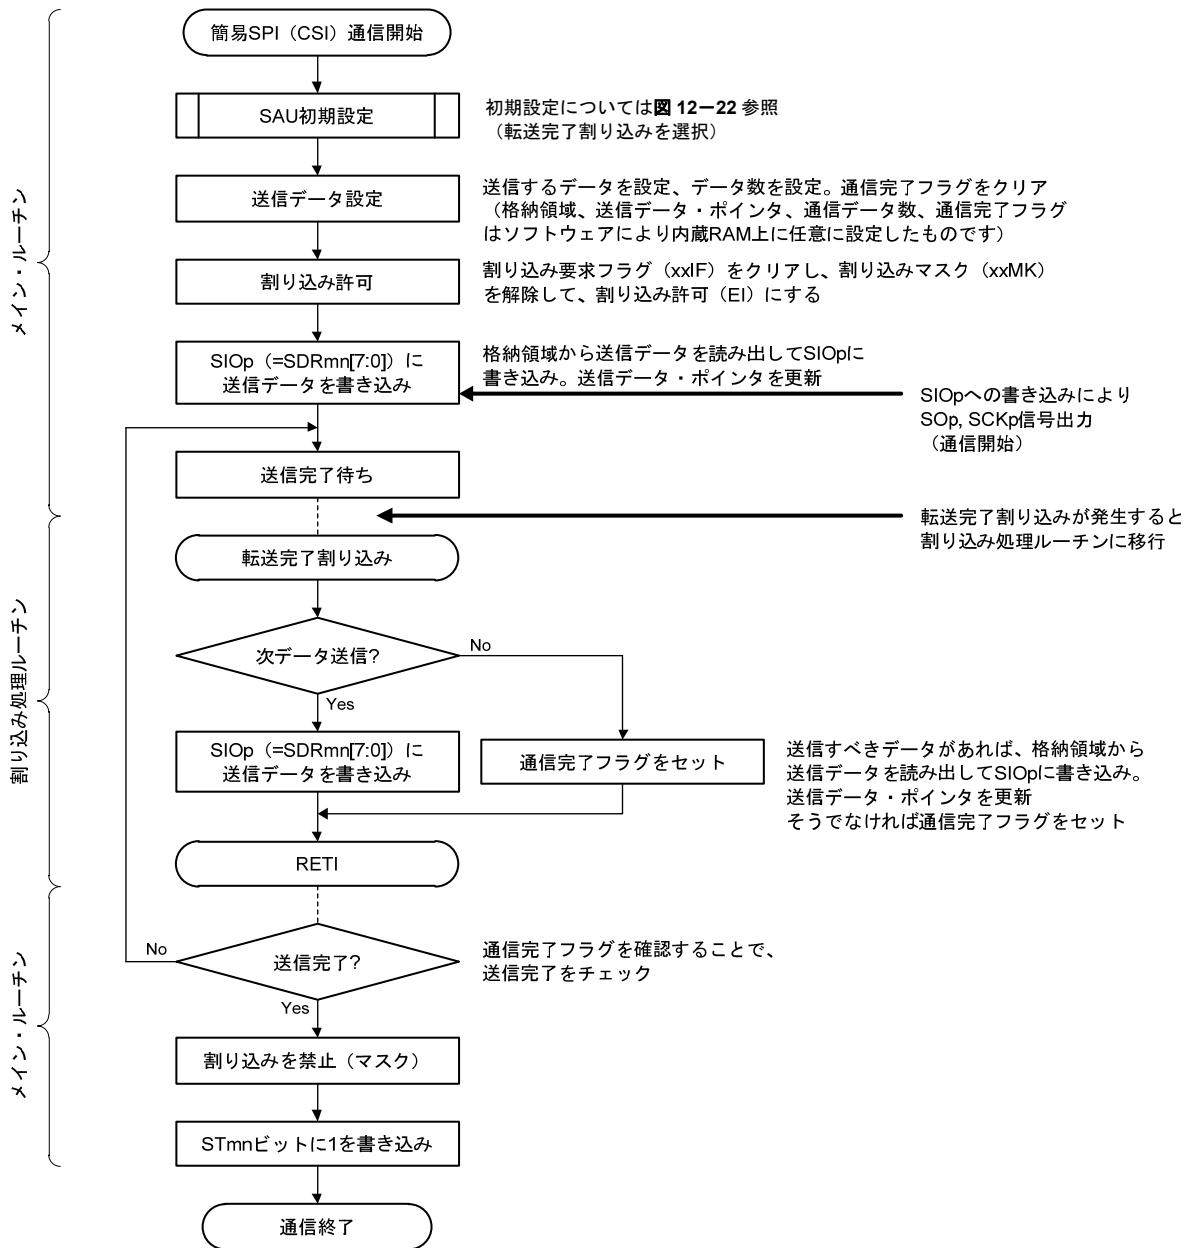 簡易SPI（CSI）通信開始
SAU初期設定
初期設定については図 12－22 参照
（転送完了割り込みを選択）
送信データ設定
送信するデータを設定、データ数を設定。通信完了フラグをクリア
（格納領域、送信データ・ポインタ、通信データ数、通信完了フラグ
はソフトウェアにより内蔵RAM上に任意に設定したものです）
メイン・ルーチン
割り込み許可
割り込み要求フラグ（xxIF）をクリアし、割り込みマスク（xxMK）
を解除して、割り込み許可（EI）にする
SIOp（=SDRmn[7:0]）に
送信データを書き込み
格納領域から送信データを読み出してSIOpに
書き込み。送信データ・ポインタを更新
SIOpへの書き込みにより
SOp, SCKp信号出力
（通信開始）
送信完了待ち
転送完了割り込みが発生すると
割り込み処理ルーチンに移行
転送完了割り込み
割り込み処理ルーチン
次データ送信?
No
Yes
SIOp（=SDRmn[7:0]）に
送信データを書き込み
通信完了フラグをセット
送信すべきデータがあれば、格納領域から
送信データを読み出してSIOpに書き込み。
送信データ・ポインタを更新
そうでなければ通信完了フラグをセット
RETI
メイン・ルーチン
No
送信完了?
通信完了フラグを確認することで、
送信完了をチェック
Yes
割り込みを禁止（マスク）
STmnビットに1を書き込み
通信終了